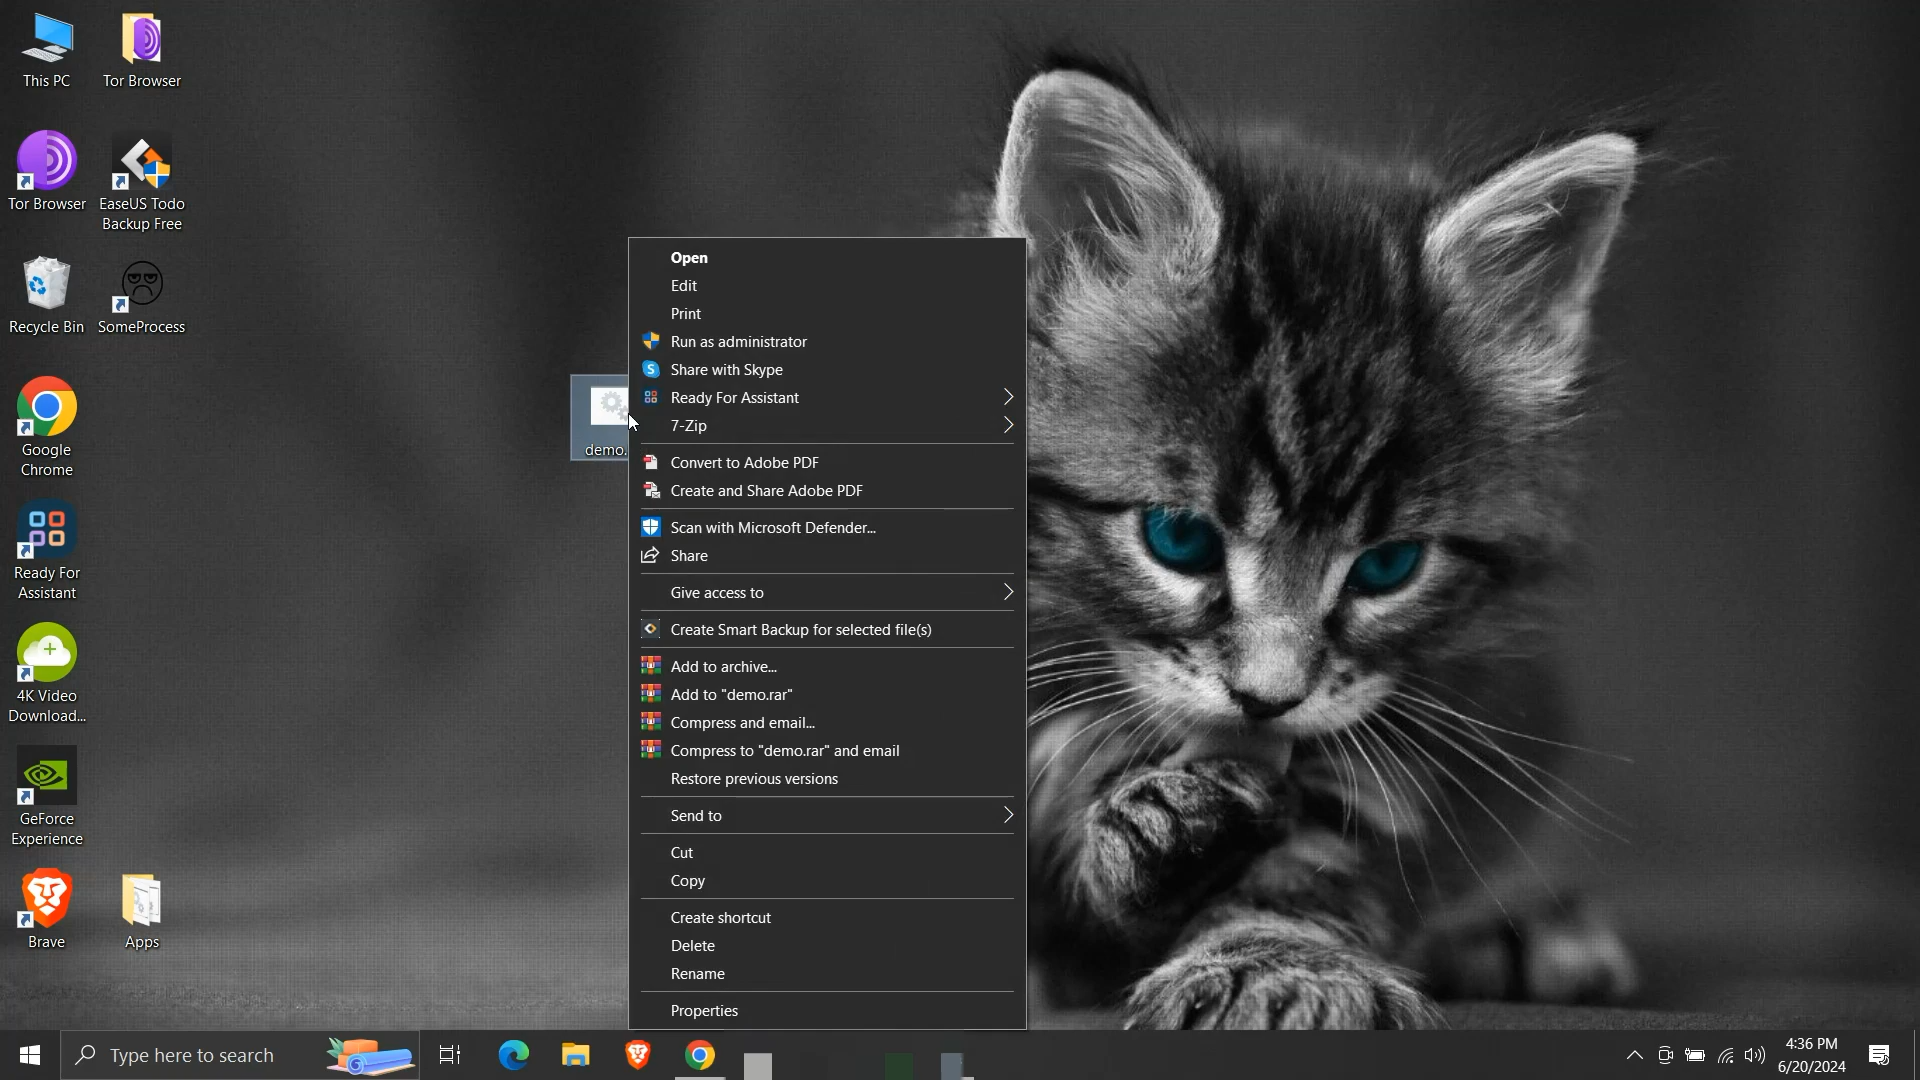 This PC
Tor Browser
Tor Browser
EaseUS Todo
Backup Free
Recycle Bin
SomeProcess
Google
Chrome
Ready For
Assistant
4K Video
Download...
GeForce
Experience
Brave
Apps
demo.
Open
Edit
Print
Run as administrator
Share with Skype
Ready For Assistant
7-Zip
Convert to Adobe PDF
Create and Share Adobe PDF
Scan with Microsoft Defender...
Share
Give access to
Create Smart Backup for selected file(s)
Add to archive...
Add to "demo.rar"
Compress and email...
Compress to "demo.rar" and email
Restore previous versions
Send to
Cut
Copy
Create shortcut
Delete
Rename
Properties
Type here to search
4:36 PM
6/20/2024